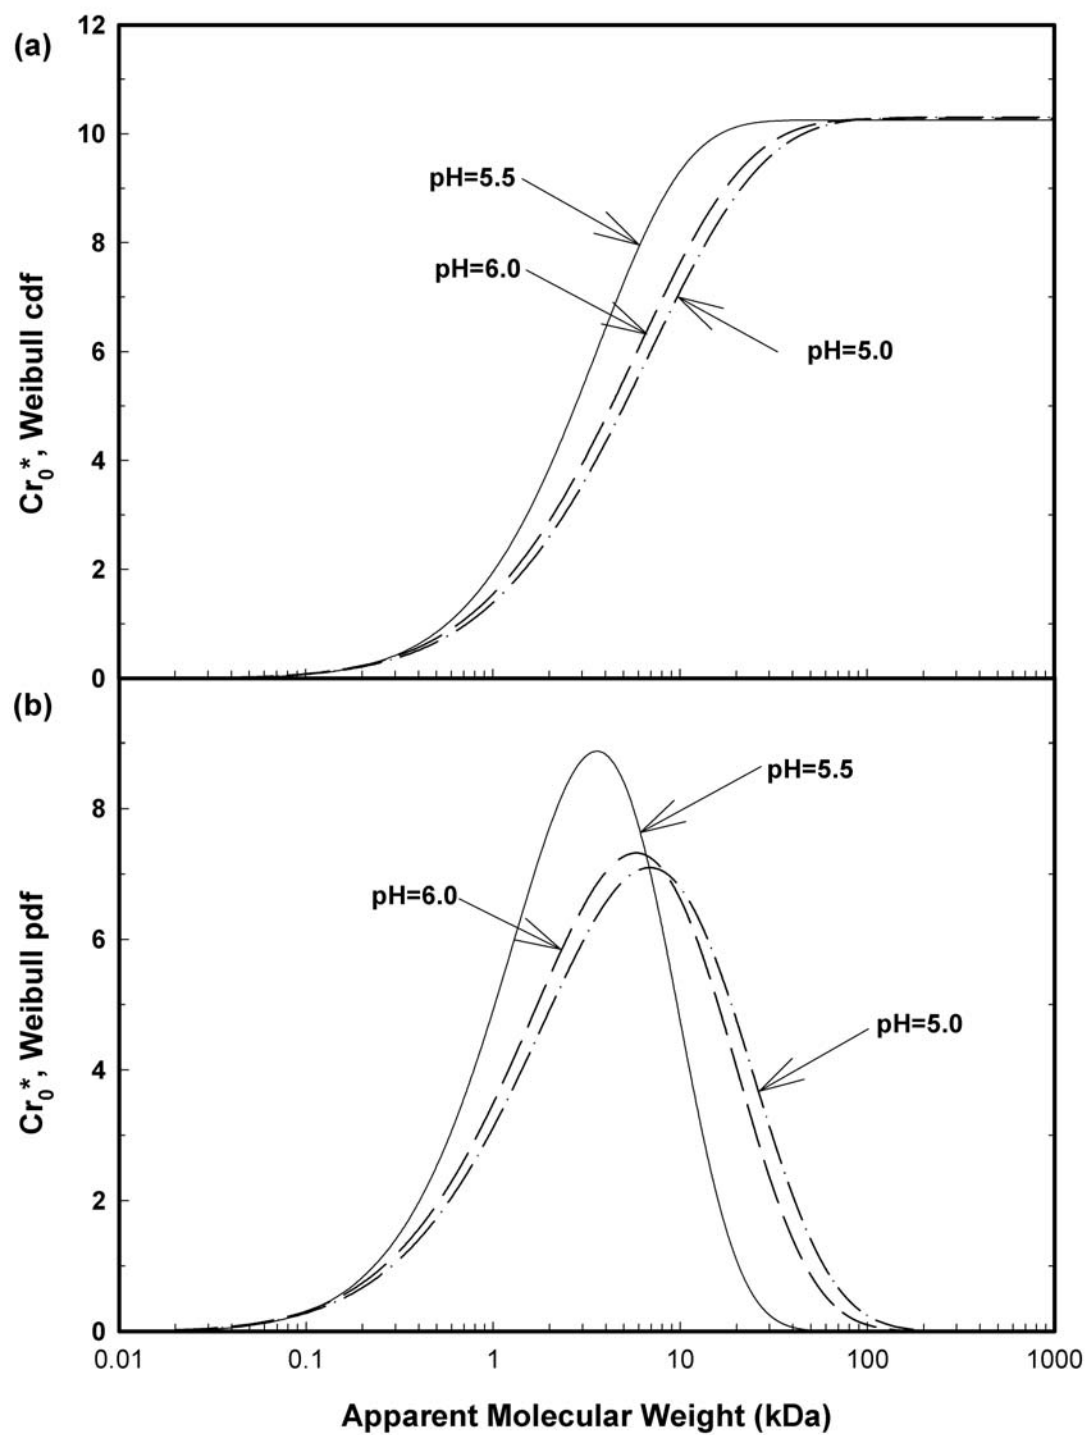 (a)
12
10
8
6
4
2
0
Cr₀*, Weibull cdf
pH=5.5
pH=6.0
pH=5.0
(b)
8
6
4
2
0
Cr₀*, Weibull pdf
pH=5.5
pH=6.0
pH=5.0
0.01 0.1 1 10 100 1000
Apparent Molecular Weight (kDa)